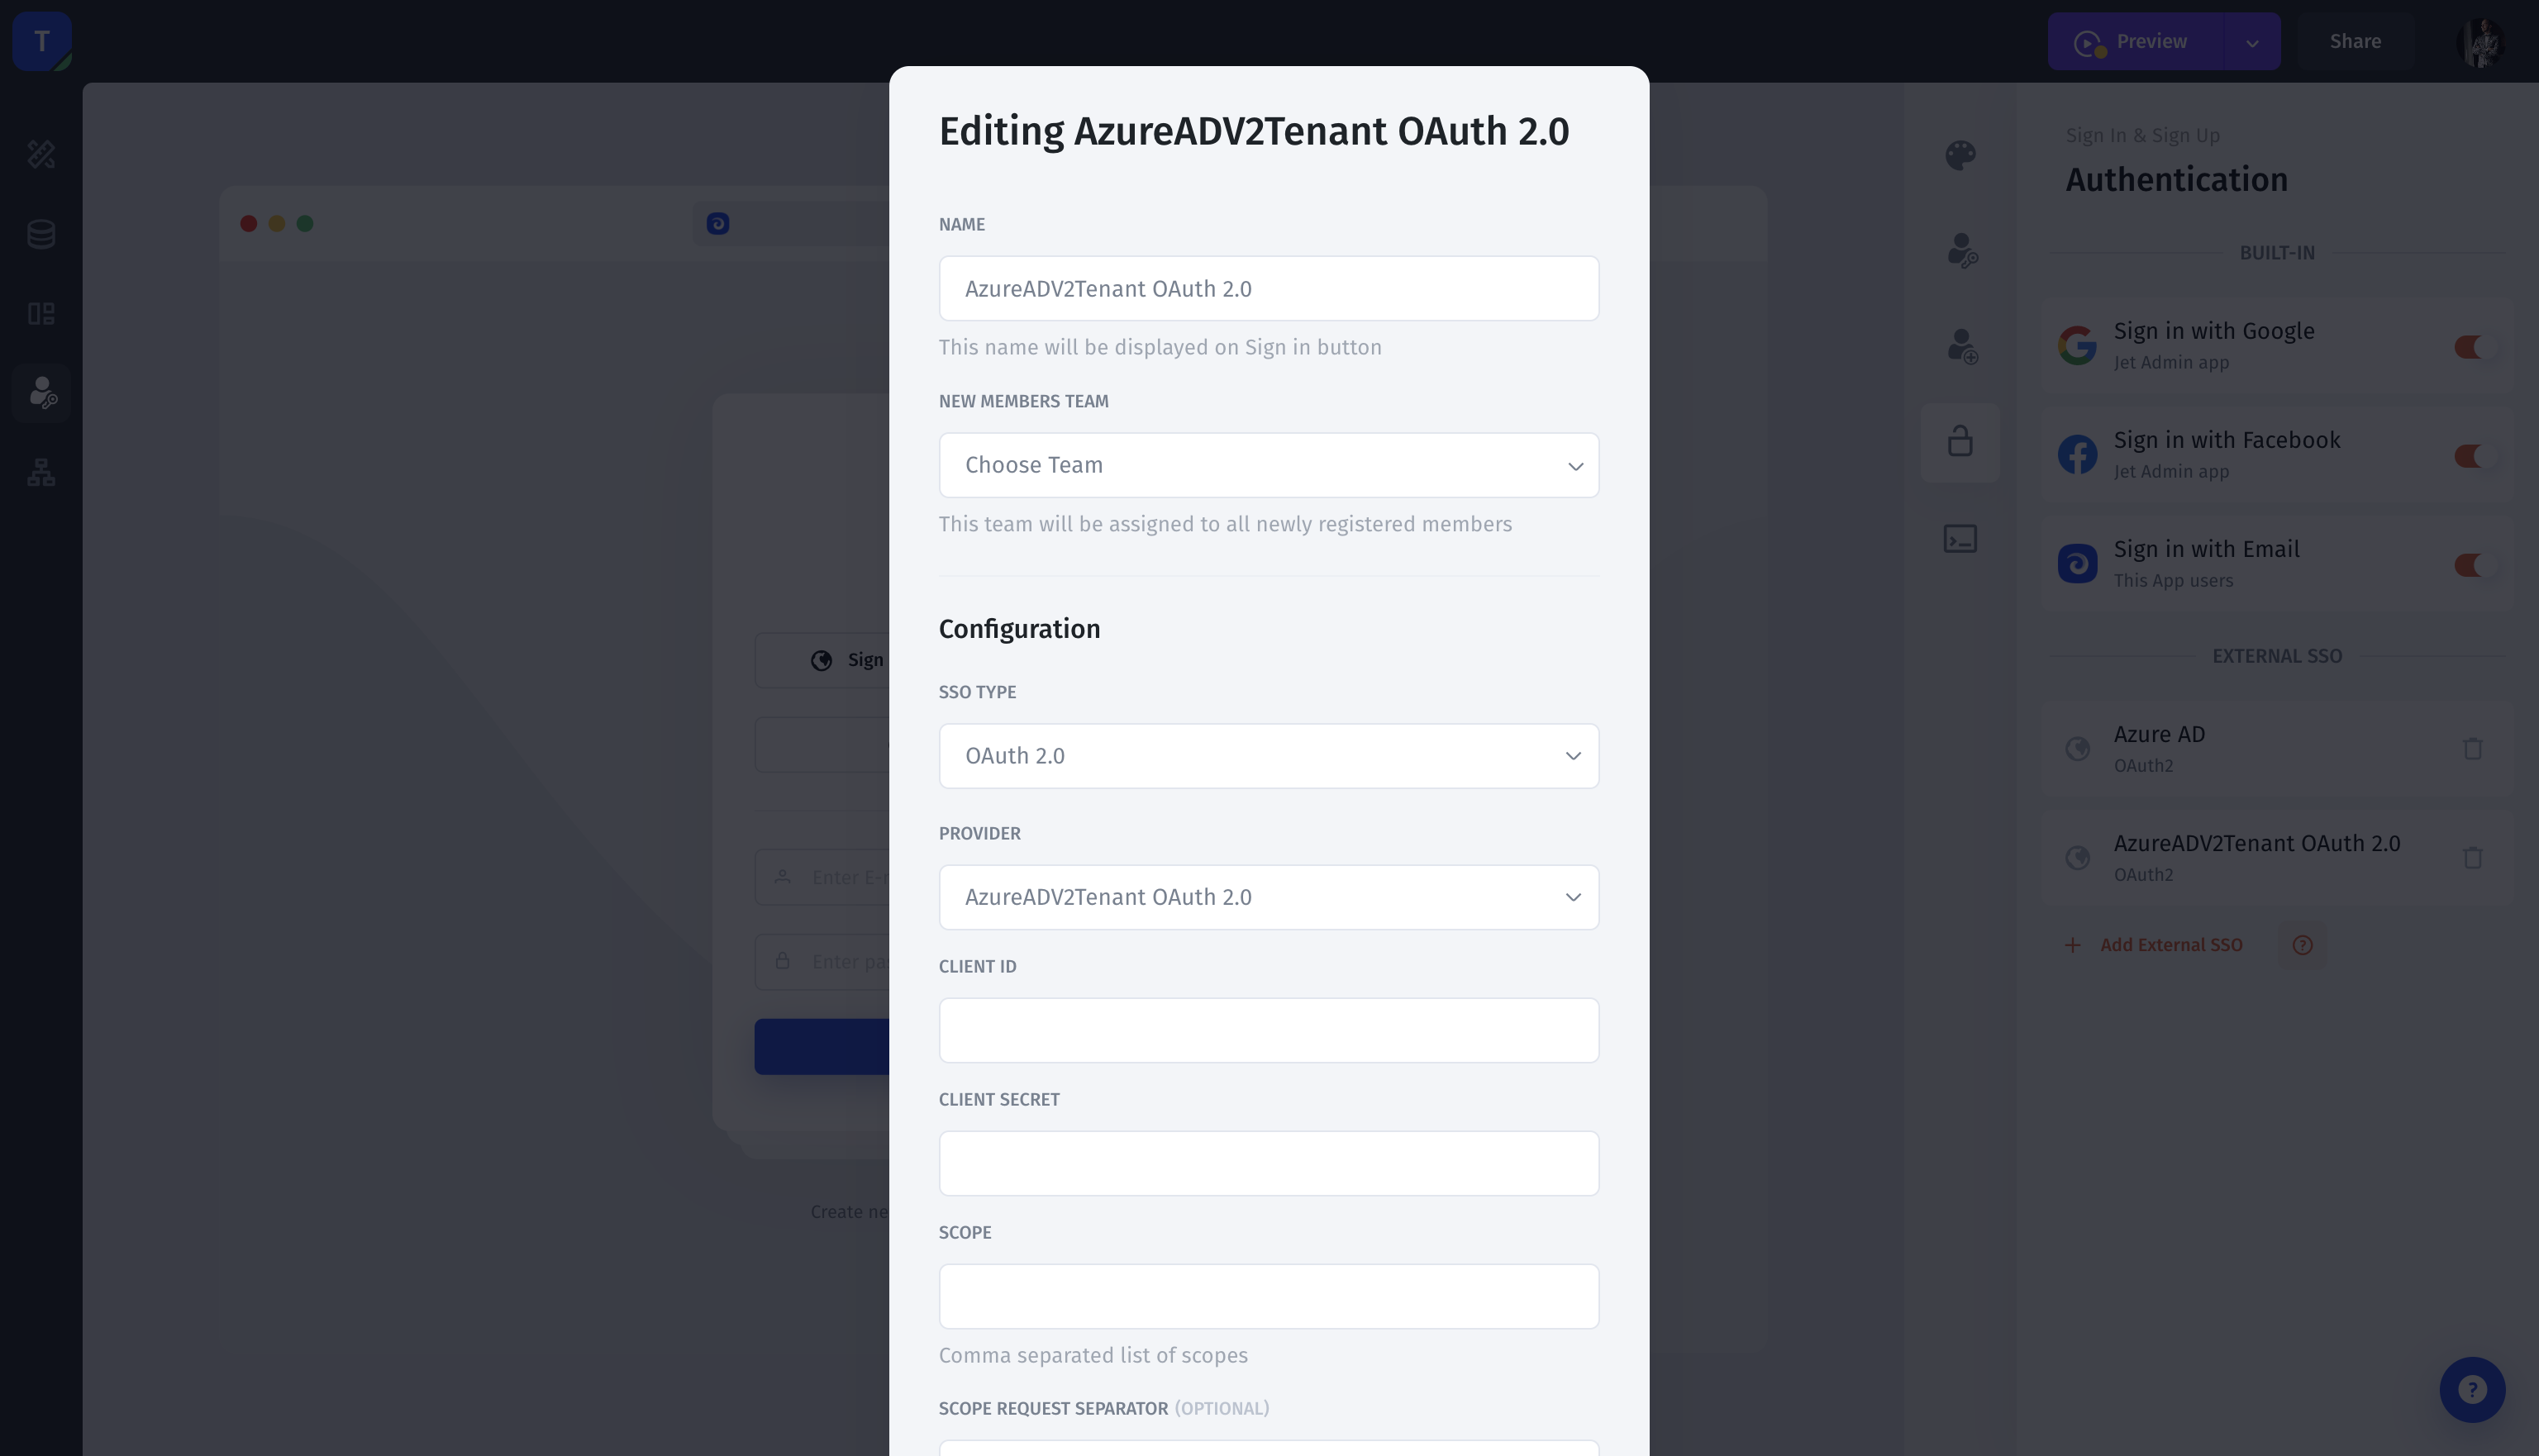 T
Preview
Share
Editing AzureADV2Tenant OAuth 2.0
NAME
AzureADV2Tenant OAuth 2.0
This name will be displayed on Sign in button
NEW MEMBERS TEAM
Choose Team
This team will be assigned to all newly registered members
Configuration
SSO TYPE
OAuth 2.0
PROVIDER
AzureADV2Tenant OAuth 2.0
CLIENT ID
CLIENT SECRET
SCOPE
Comma separated list of scopes
SCOPE REQUEST SEPARATOR (OPTIONAL)
Sign
Enter E-
Enter pa
Create ne
Sign In & Sign Up
Authentication
BUILT-IN
Sign in with Google
Jet Admin app
Sign in with Facebook
Jet Admin app
Sign in with Email
This App users
EXTERNAL SSO
Azure AD
OAuth2
AzureADV2Tenant OAuth 2.0
OAuth2
+ Add External SSO ?
?